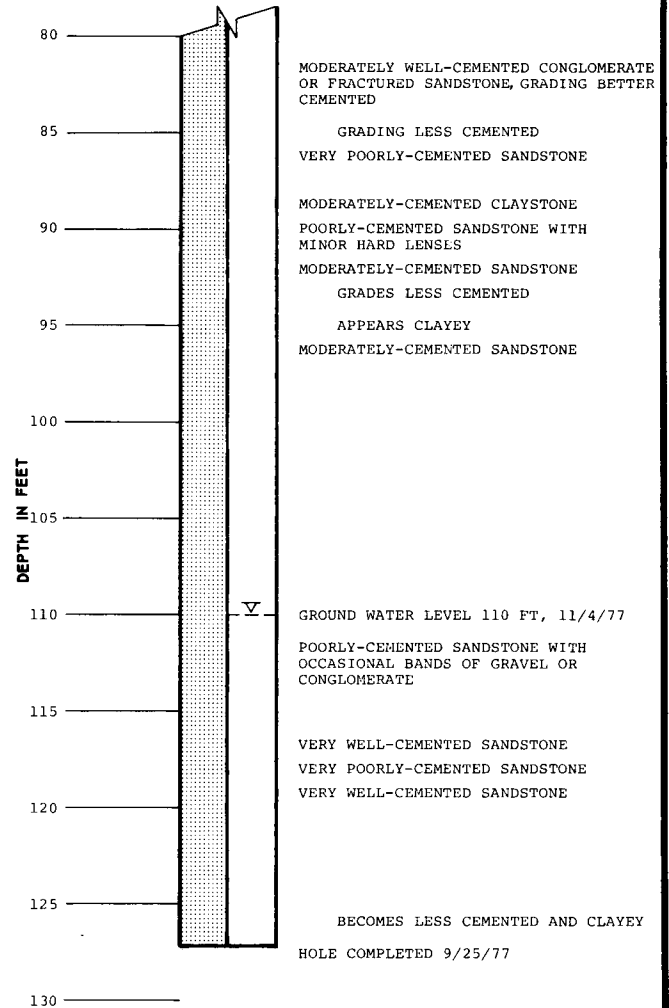 80
MODERATELY WELL-CEMENTED CONGLOMERATE
OR FRACTURED SANDSTONE, GRADING BETTER
CEMENTED
85
GRADING LESS CEMENTED
VERY POORLY-CEMENTED SANDSTONE
MODERATELY-CEMENTED CLAYSTONE
90
POORLY-CEMENTED SANDSTONE WITH
MINOR HARD LENSES
MODERATELY-CEMENTED SANDSTONE
GRADES LESS CEMENTED
95
APPEARS CLAYEY
MODERATELY-CEMENTED SANDSTONE
100
DEPTH IN FEET
105
110
GROUND WATER LEVEL 110 FT, 11/4/77
POORLY-CEMENTED SANDSTONE WITH
OCCASIONAL BANDS OF GRAVEL OR
CONGLOMERATE
115
VERY WELL-CEMENTED SANDSTONE
VERY POORLY-CEMENTED SANDSTONE
VERY WELL-CEMENTED SANDSTONE
120
125
BECOMES LESS CEMENTED AND CLAYEY
HOLE COMPLETED 9/25/77
130